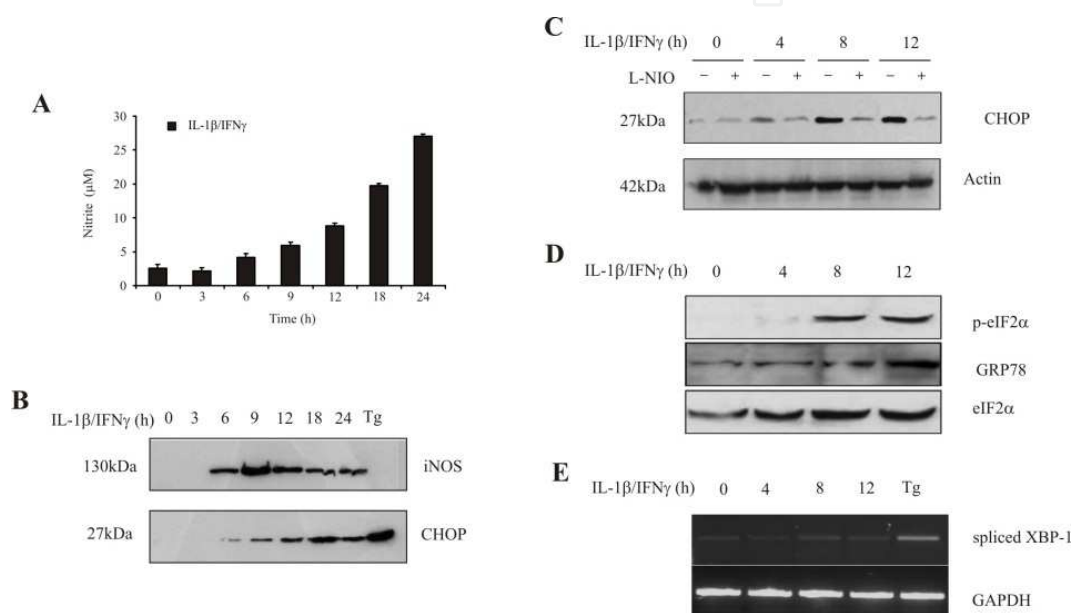 A
IL-1β/IFNγ
Nitrite (μM)
30
20
10
5
0
0 3 6 9 12 18 24
Time (h)
B
IL-1β/IFNγ (h) 0 3 6 9 12 18 24 Tg
130kDa iNOS
27kDa CHOP
C
IL-1β/IFNγ (h) 0 4 8 12
L-NIO − + − + − + − +
27kDa CHOP
42kDa Actin
D
IL-1β/IFNγ (h) 0 4 8 12
p-eIF2α
GRP78
eIF2α
E
IL-1β/IFNγ (h) 0 4 8 12 Tg
spliced XBP-1
GAPDH